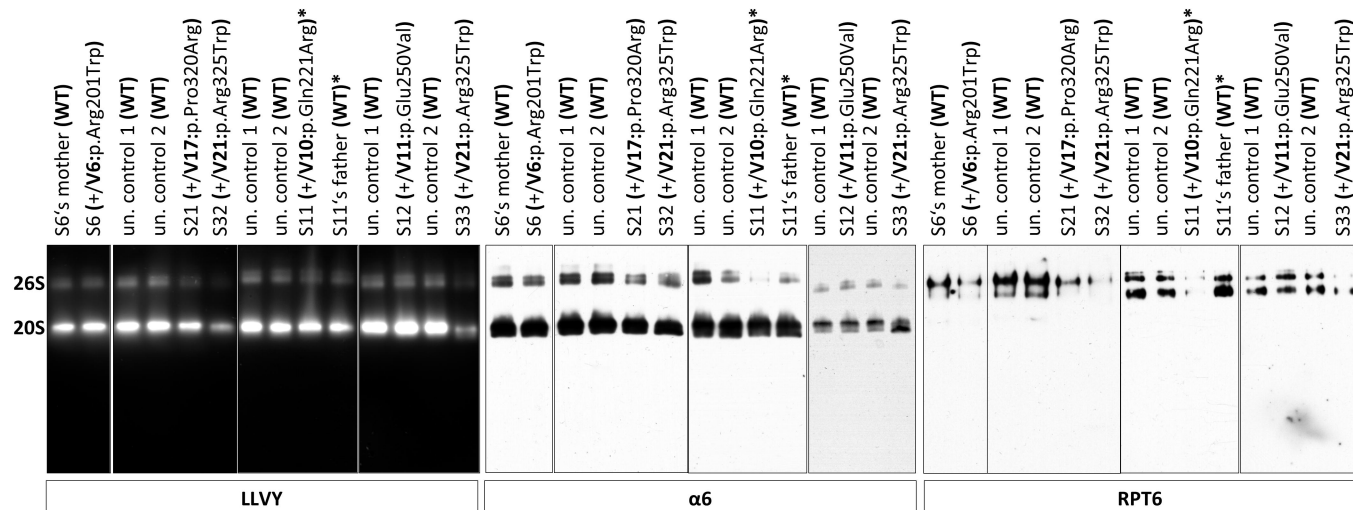 S6's mother (WT)
S6 (+/V6:p.Arg201Trp)
un. control 1 (WT)
un. control 2 (WT)
S21 (+/V17:p.Pro320Arg)
S32 (+/V21:p.Arg325Trp)
un. control 1 (WT)
un. control 2 (WT)
S11 (+/V10:p.Gln221Arg)*
S11's father (WT)*
un. control 1 (WT)
S12 (+/V11:p.Glu250Val)
un. control 2 (WT)
S33 (+/V21:p.Arg325Trp)
S6's mother (WT)
S6 (+/V6:p.Arg201Trp)
un. control 1 (WT)
un. control 2 (WT)
S21 (+/V17:p.Pro320Arg)
S32 (+/V21:p.Arg325Trp)
un. control 1 (WT)
un. control 2 (WT)
S11 (+/V10:p.Gln221Arg)*
S11's father (WT)*
un. control 1 (WT)
S12 (+/V11:p.Glu250Val)
un. control 2 (WT)
S33 (+/V21:p.Arg325Trp)
S6's mother (WT)
S6 (+/V6:p.Arg201Trp)
un. control 1 (WT)
un. control 2 (WT)
S21 (+/V17:p.Pro320Arg)
S32 (+/V21:p.Arg325Trp)
un. control 1 (WT)
un. control 2 (WT)
S11 (+/V10:p.Gln221Arg)*
S11's father (WT)*
un. control 1 (WT)
S12 (+/V11:p.Glu250Val)
un. control 2 (WT)
S33 (+/V21:p.Arg325Trp)
26S
20S
LLVY
α6
RPT6